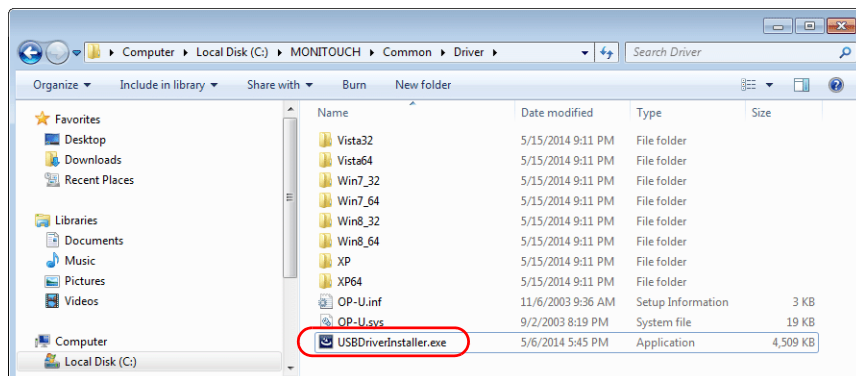 Computer Local Disk (C:) MONITOUCH Common Driver Search Driver
Organize Include in library Share with Burn New folder
Favorites
Desktop
Downloads
Recent Places
Libraries
Documents
Music
Pictures
Videos
Computer
Local Disk (C:)
Name Date modified Type Size
Vista32 5/15/2014 9:11 PM File folder
Vista64 5/15/2014 9:11 PM File folder
Win7_32 5/15/2014 9:11 PM File folder
Win7_64 5/15/2014 9:11 PM File folder
Win8_32 5/15/2014 9:11 PM File folder
Win8_64 5/15/2014 9:11 PM File folder
XP 5/15/2014 9:11 PM File folder
XP64 5/15/2014 9:11 PM File folder
OP-U.inf 11/6/2003 9:36 AM Setup Information 3 KB
OP-U.sys 9/2/2003 8:19 PM System file 19 KB
USBDriverInstaller.exe 5/6/2014 5:45 PM Application 4,509 KB